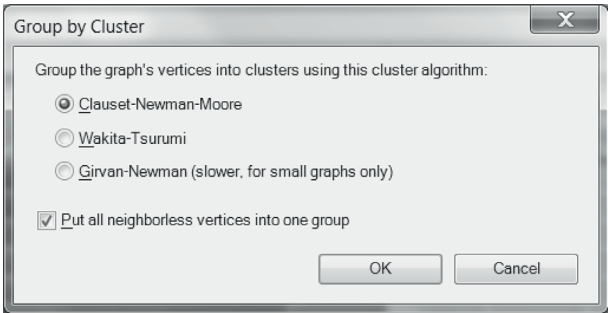 Group by Cluster
Group the graph's vertices into clusters using this cluster algorithm:
Clauset-Newman-Moore
Wakita-Tsurumi
Girvan-Newman (slower, for small graphs only)
Put all neighborless vertices into one group
OK Cancel